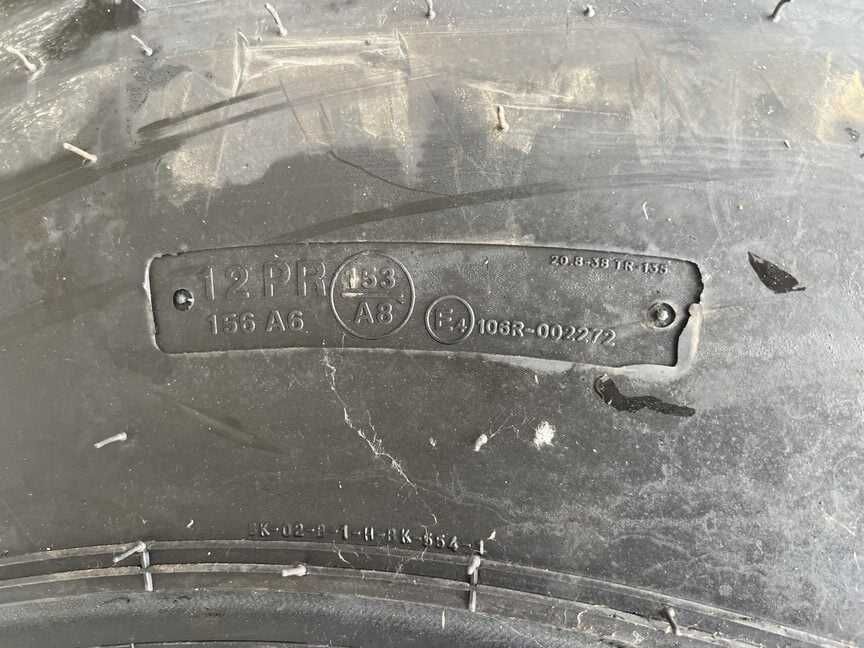 20.8-38 TR-135
12 PR 153
156 A6 A8 E4 106R-002272